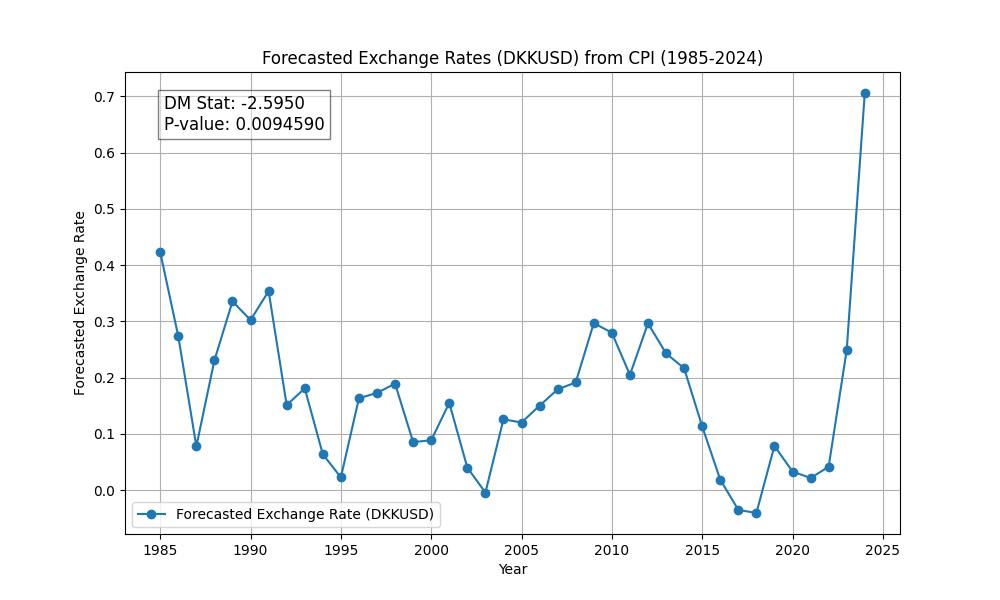 Forecasted Exchange Rates (DKKUSD) from CPI (1985-2024)
DM Stat: -2.5950
P-value: 0.0094590
Forecasted Exchange Rate
0.7
0.6
0.5
0.4
0.3
0.2
0.1
0.0
Forecasted Exchange Rate (DKKUSD)
1985 1990 1995 2000 2005 2010 2015 2020 2025
Year